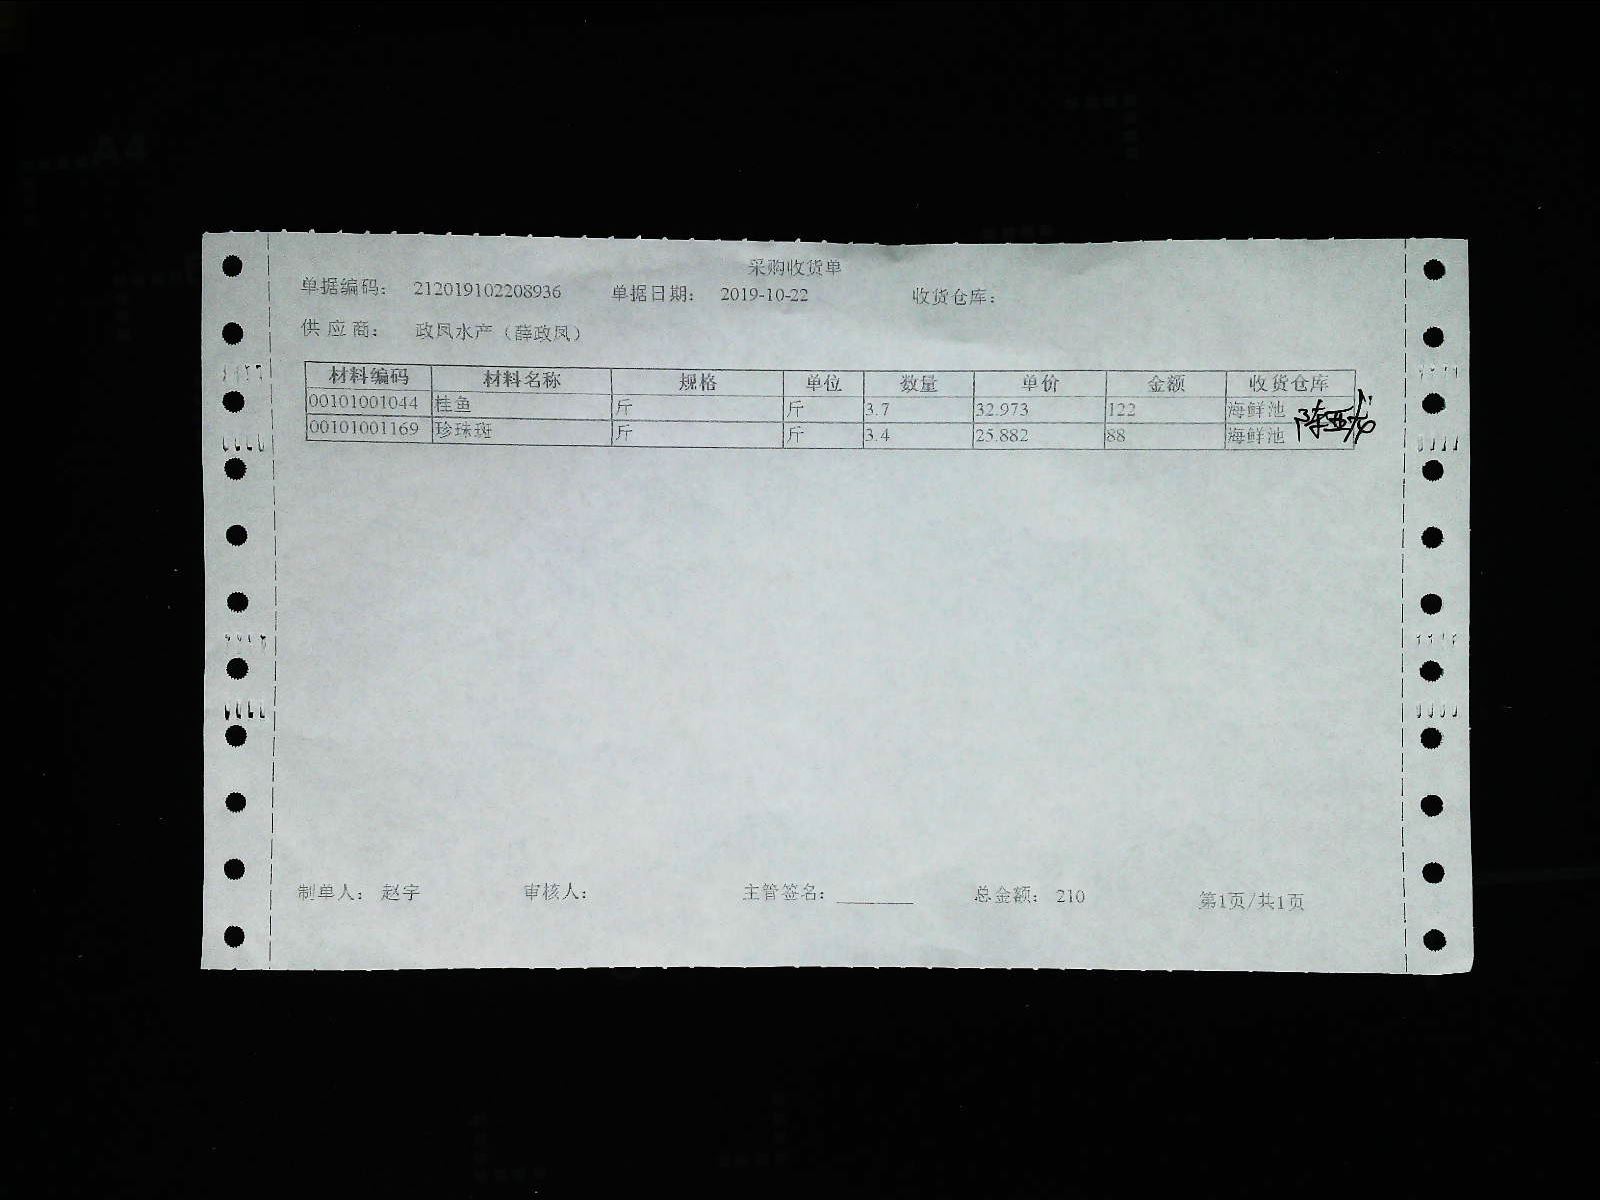 采购收货单
单据编码： 212019102208936 单据日期： 2019-10-22 收货仓库：
供 应 商： 政凤水产（薛政凤）
材料编码 材料名称 规格 单位 数量 单价 金额 收货仓库
00101001044 桂鱼 斤 斤 3.7 32.973 122 海鲜池
00101001169 珍珠斑 斤 斤 3.4 25.882 88 海鲜池
制单人： 赵宇 审核人： 主管签名： 总金额： 210 第1页/共1页